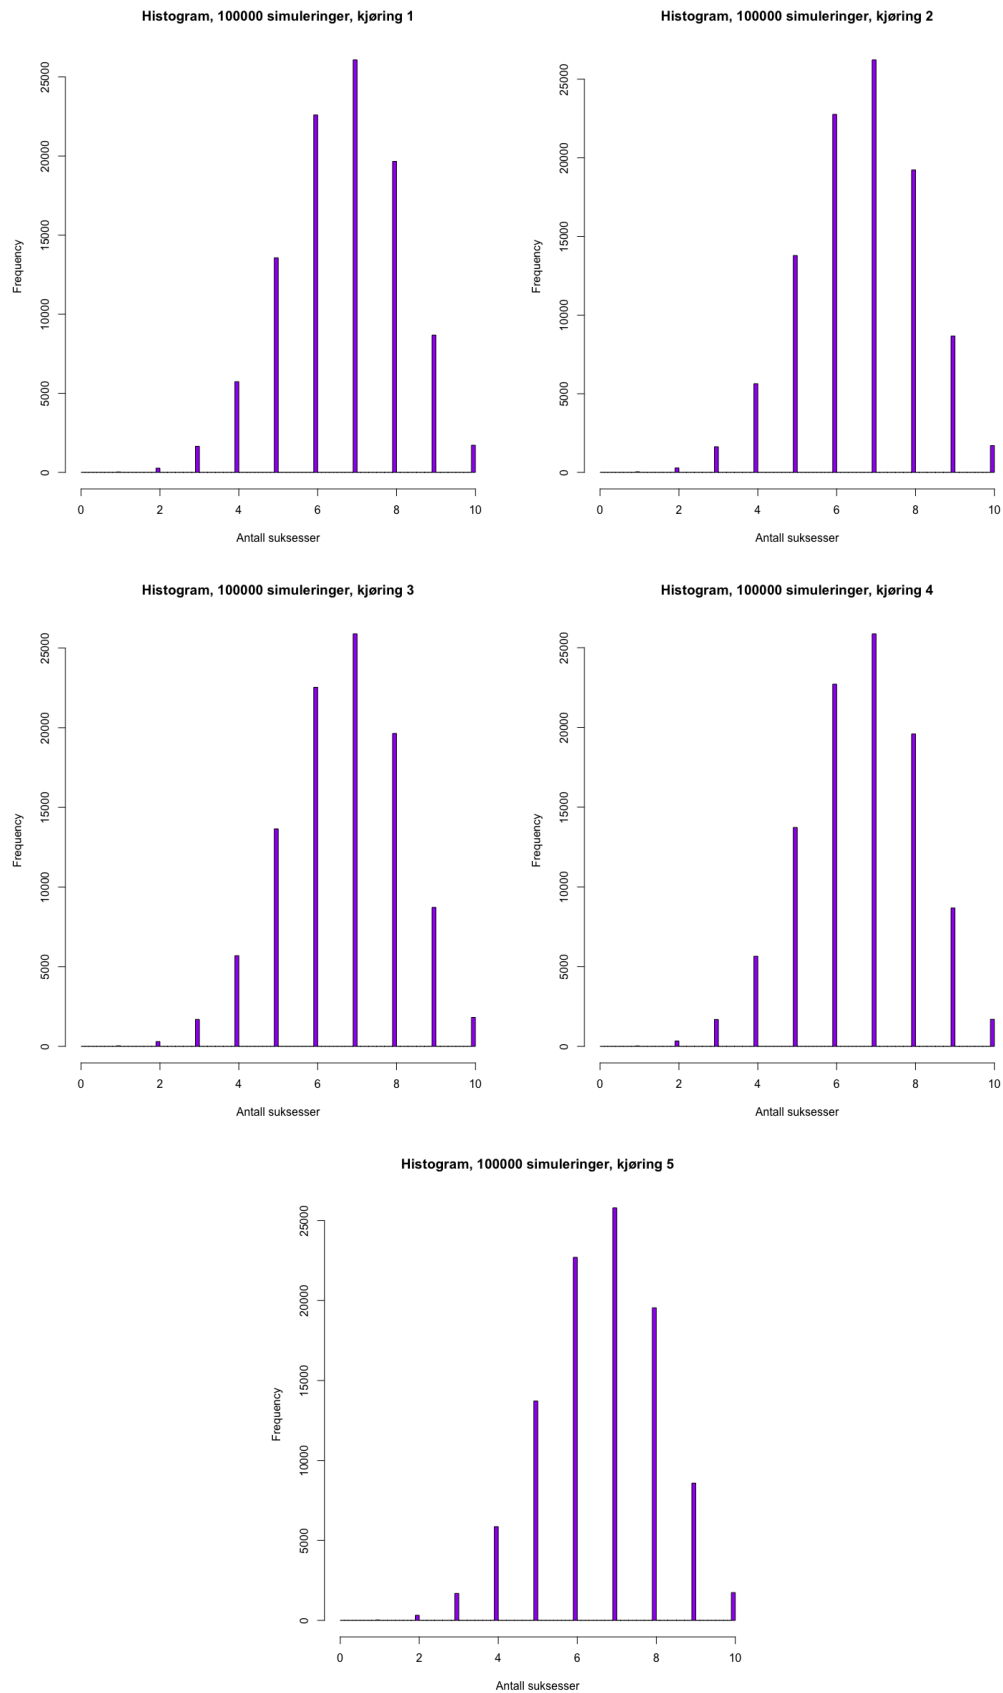 Histogram, 100000 simuleringer, kjøring 1
Frequency
25000
20000
15000
10000
5000
0
0 2 4 6 8 10
Antall suksesser
Histogram, 100000 simuleringer, kjøring 2
Frequency
25000
20000
15000
10000
5000
0
0 2 4 6 8 10
Antall suksesser
Histogram, 100000 simuleringer, kjøring 3
Frequency
25000
20000
15000
10000
5000
0
0 2 4 6 8 10
Antall suksesser
Histogram, 100000 simuleringer, kjøring 4
Frequency
25000
20000
15000
10000
5000
0
0 2 4 6 8 10
Antall suksesser
Histogram, 100000 simuleringer, kjøring 5
Frequency
25000
20000
15000
10000
5000
0
0 2 4 6 8 10
Antall suksesser